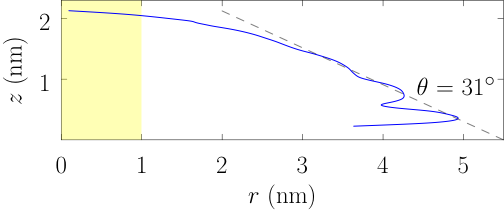 2
1
z (nm)
θ = 31°
0 1 2 3 4 5
r (nm)